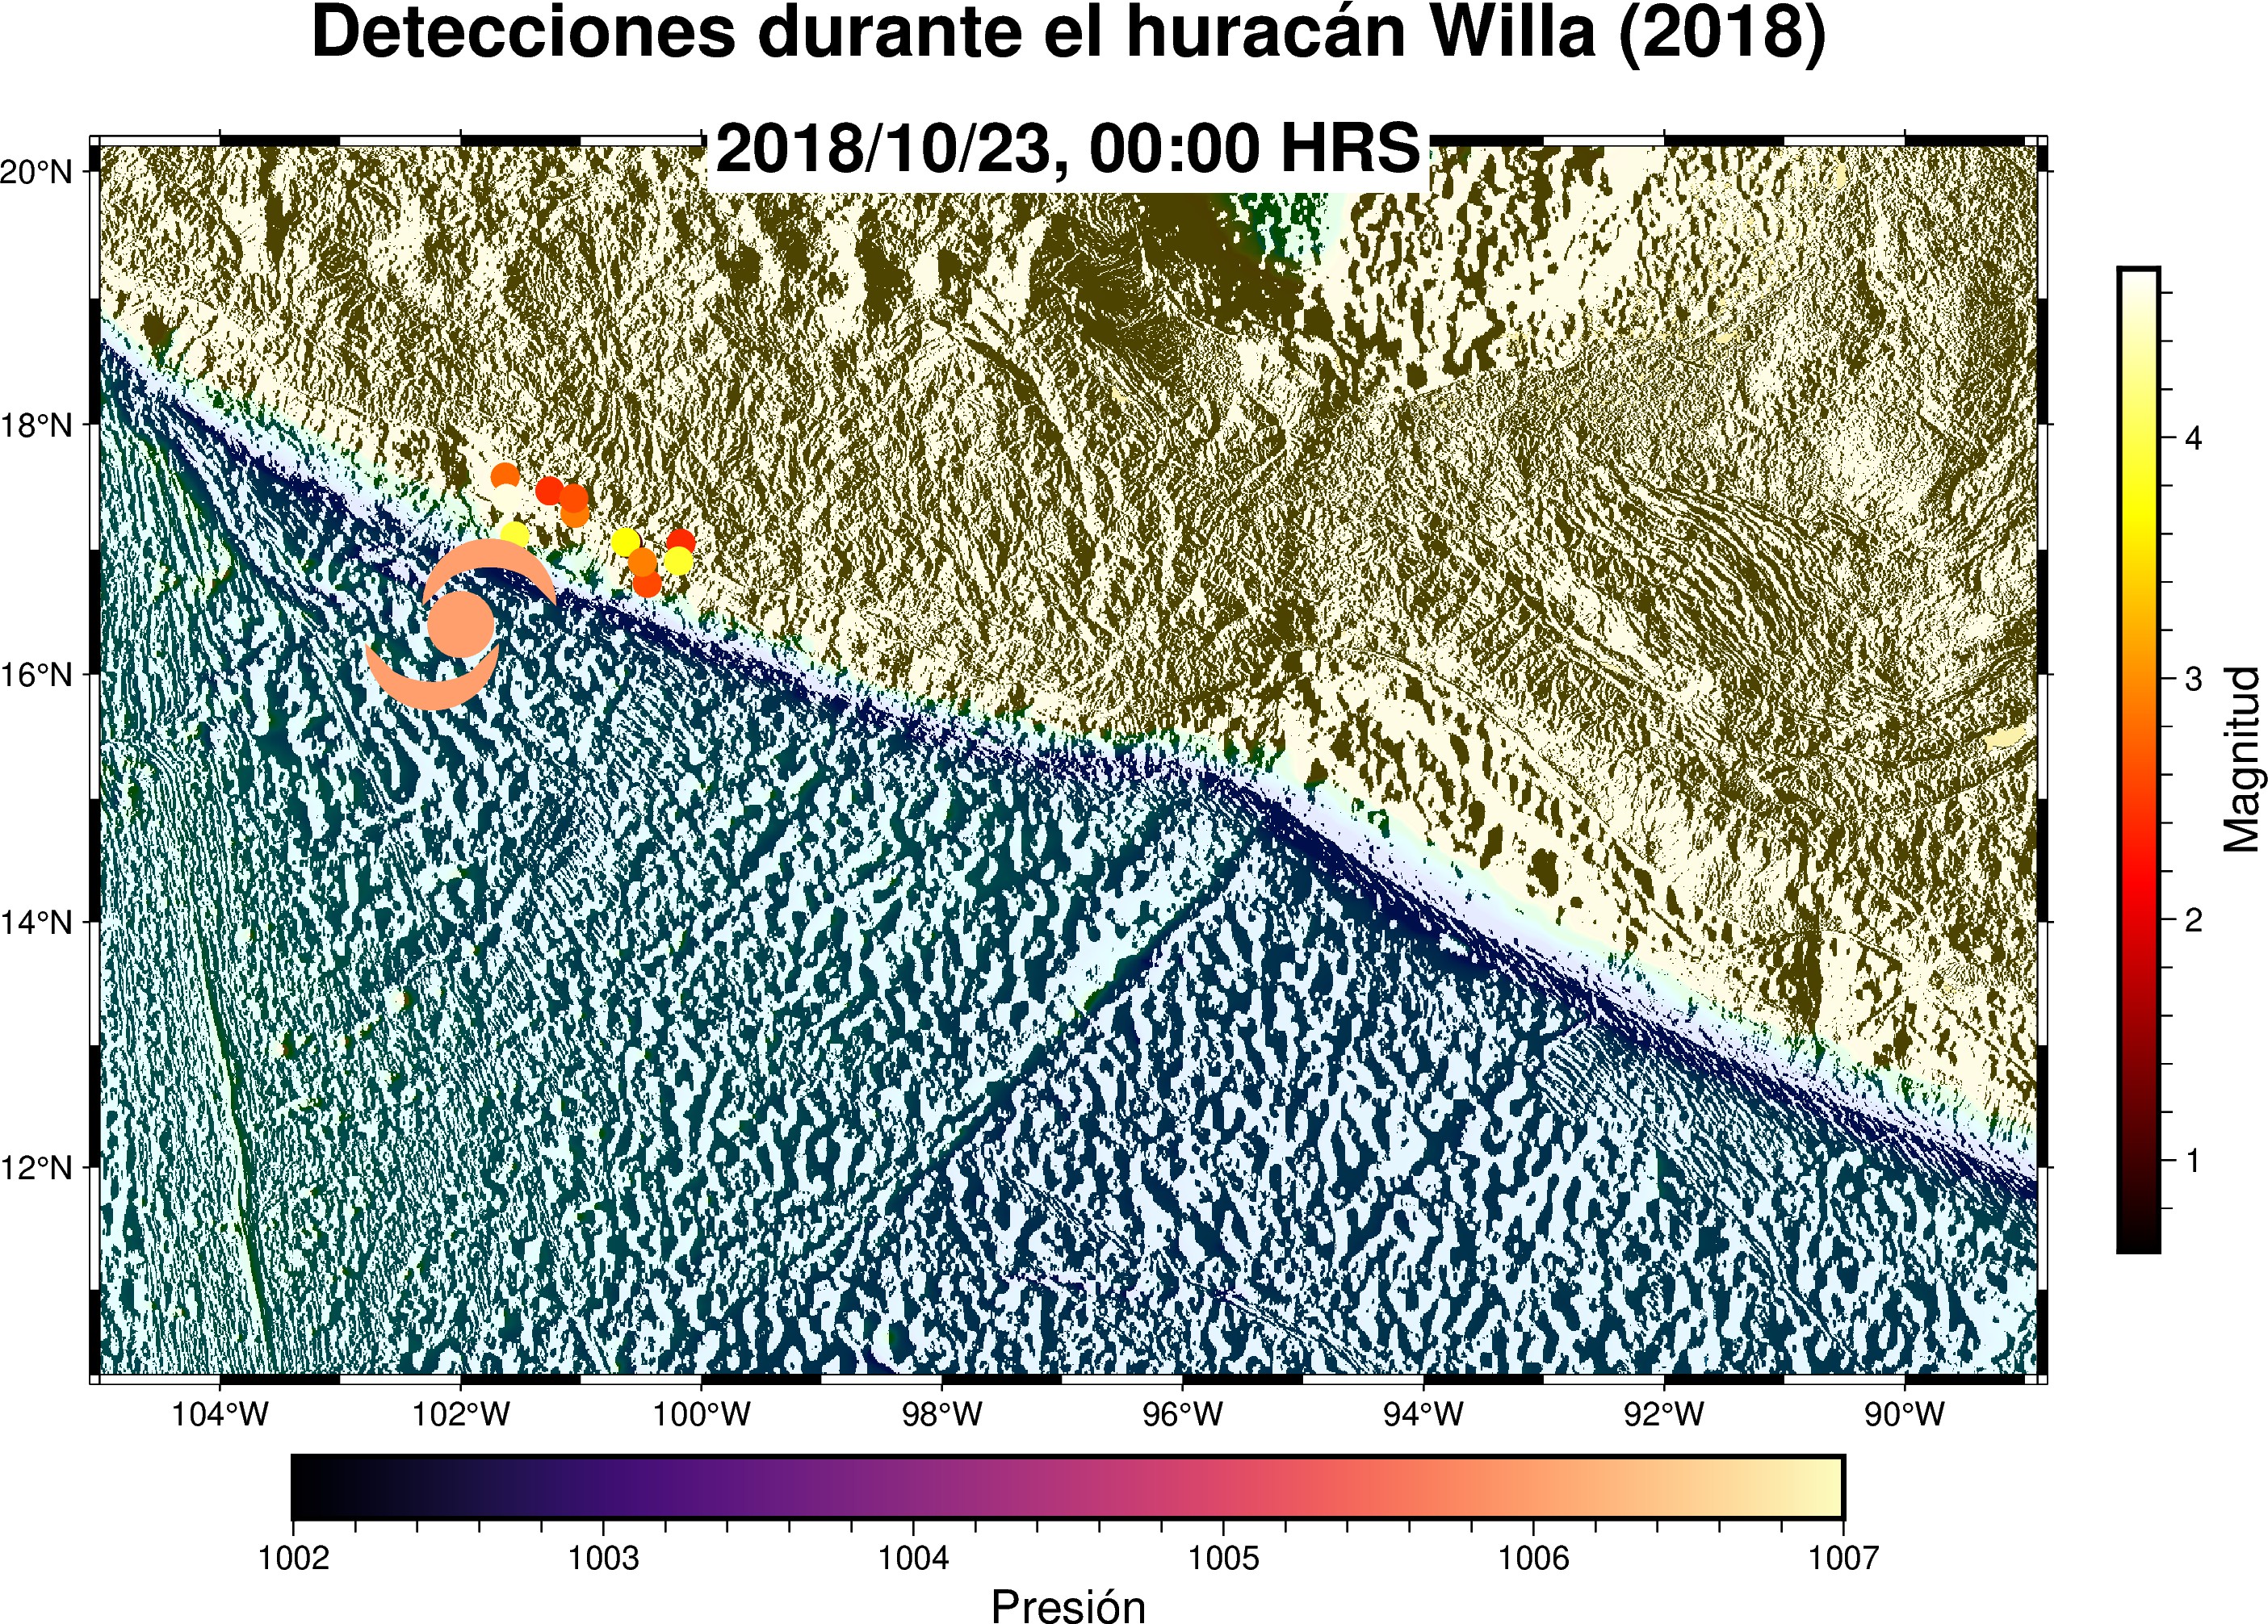 Detecciones durante el huracán Willa (2018)
2018/10/23, 00:00 HRS
20°N
18°N
16°N
14°N
12°N
104°W 102°W 100°W 98°W 96°W 94°W 92°W 90°W
4
3
2
1
Magnitud
1002 1003 1004 1005 1006 1007
Presión